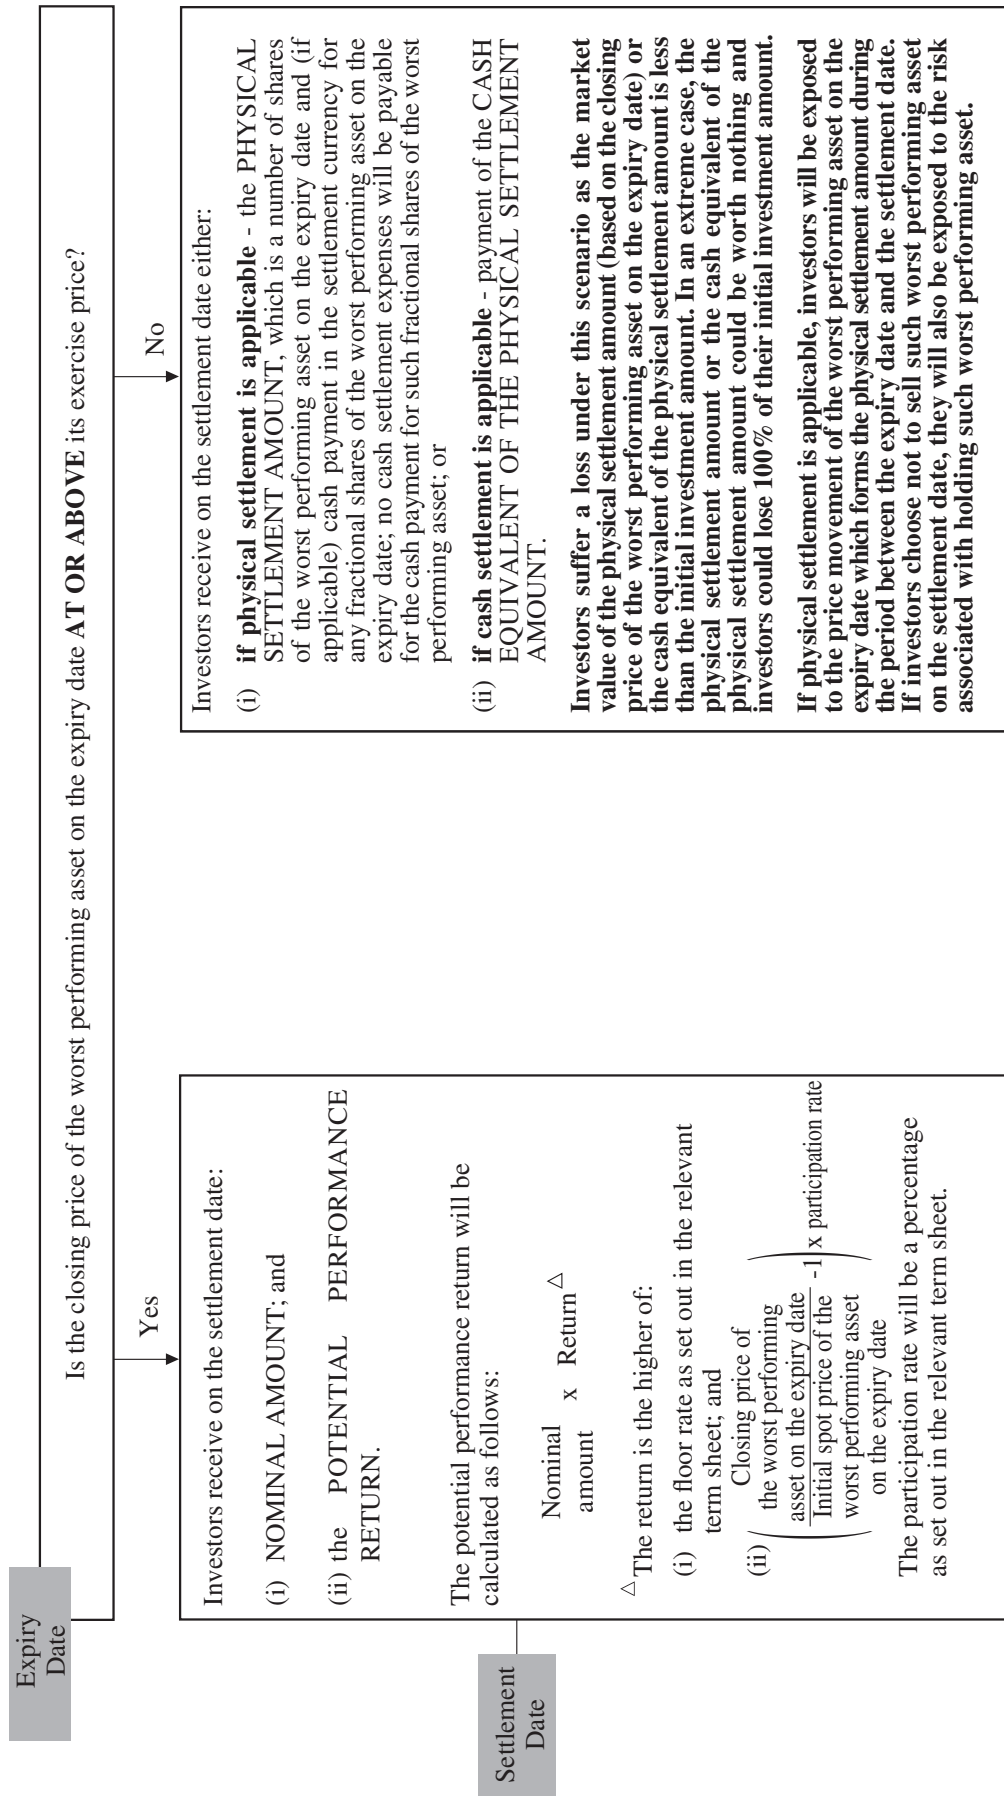 Expiry
Date
Is the closing price of the worst performing asset on the expiry date AT OR ABOVE its exercise price?
Yes
No
Settlement
Date
Investors receive on the settlement date:
(i) NOMINAL AMOUNT; and
(ii) the POTENTIAL PERFORMANCE
RETURN.
The potential performance return will be
calculated as follows:
Nominal
amount x Return△
△The return is the higher of:
(i) the floor rate as set out in the relevant
term sheet; and
(ii) ( Closing price of
the worst performing
asset on the expiry date
Initial spot price of the
worst performing asset
on the expiry date
-1) x participation rate
The participation rate will be a percentage
as set out in the relevant term sheet.
Investors receive on the settlement date either:
(i) if physical settlement is applicable - the PHYSICAL
SETTLEMENT AMOUNT, which is a number of shares
of the worst performing asset on the expiry date and (if
applicable) cash payment in the settlement currency for
any fractional shares of the worst performing asset on the
expiry date; no cash settlement expenses will be payable
for the cash payment for such fractional shares of the worst
performing asset; or
(ii) if cash settlement is applicable - payment of the CASH
EQUIVALENT OF THE PHYSICAL SETTLEMENT
AMOUNT.
Investors suffer a loss under this scenario as the market
value of the physical settlement amount (based on the closing
price of the worst performing asset on the expiry date) or
the cash equivalent of the physical settlement amount is less
than the initial investment amount. In an extreme case, the
physical settlement amount or the cash equivalent of the
physical settlement amount could be worth nothing and
investors could lose 100% of their initial investment amount.
If physical settlement is applicable, investors will be exposed
to the price movement of the worst performing asset on the
expiry date which forms the physical settlement amount during
the period between the expiry date and the settlement date.
If investors choose not to sell such worst performing asset
on the settlement date, they will also be exposed to the risk
associated with holding such worst performing asset.